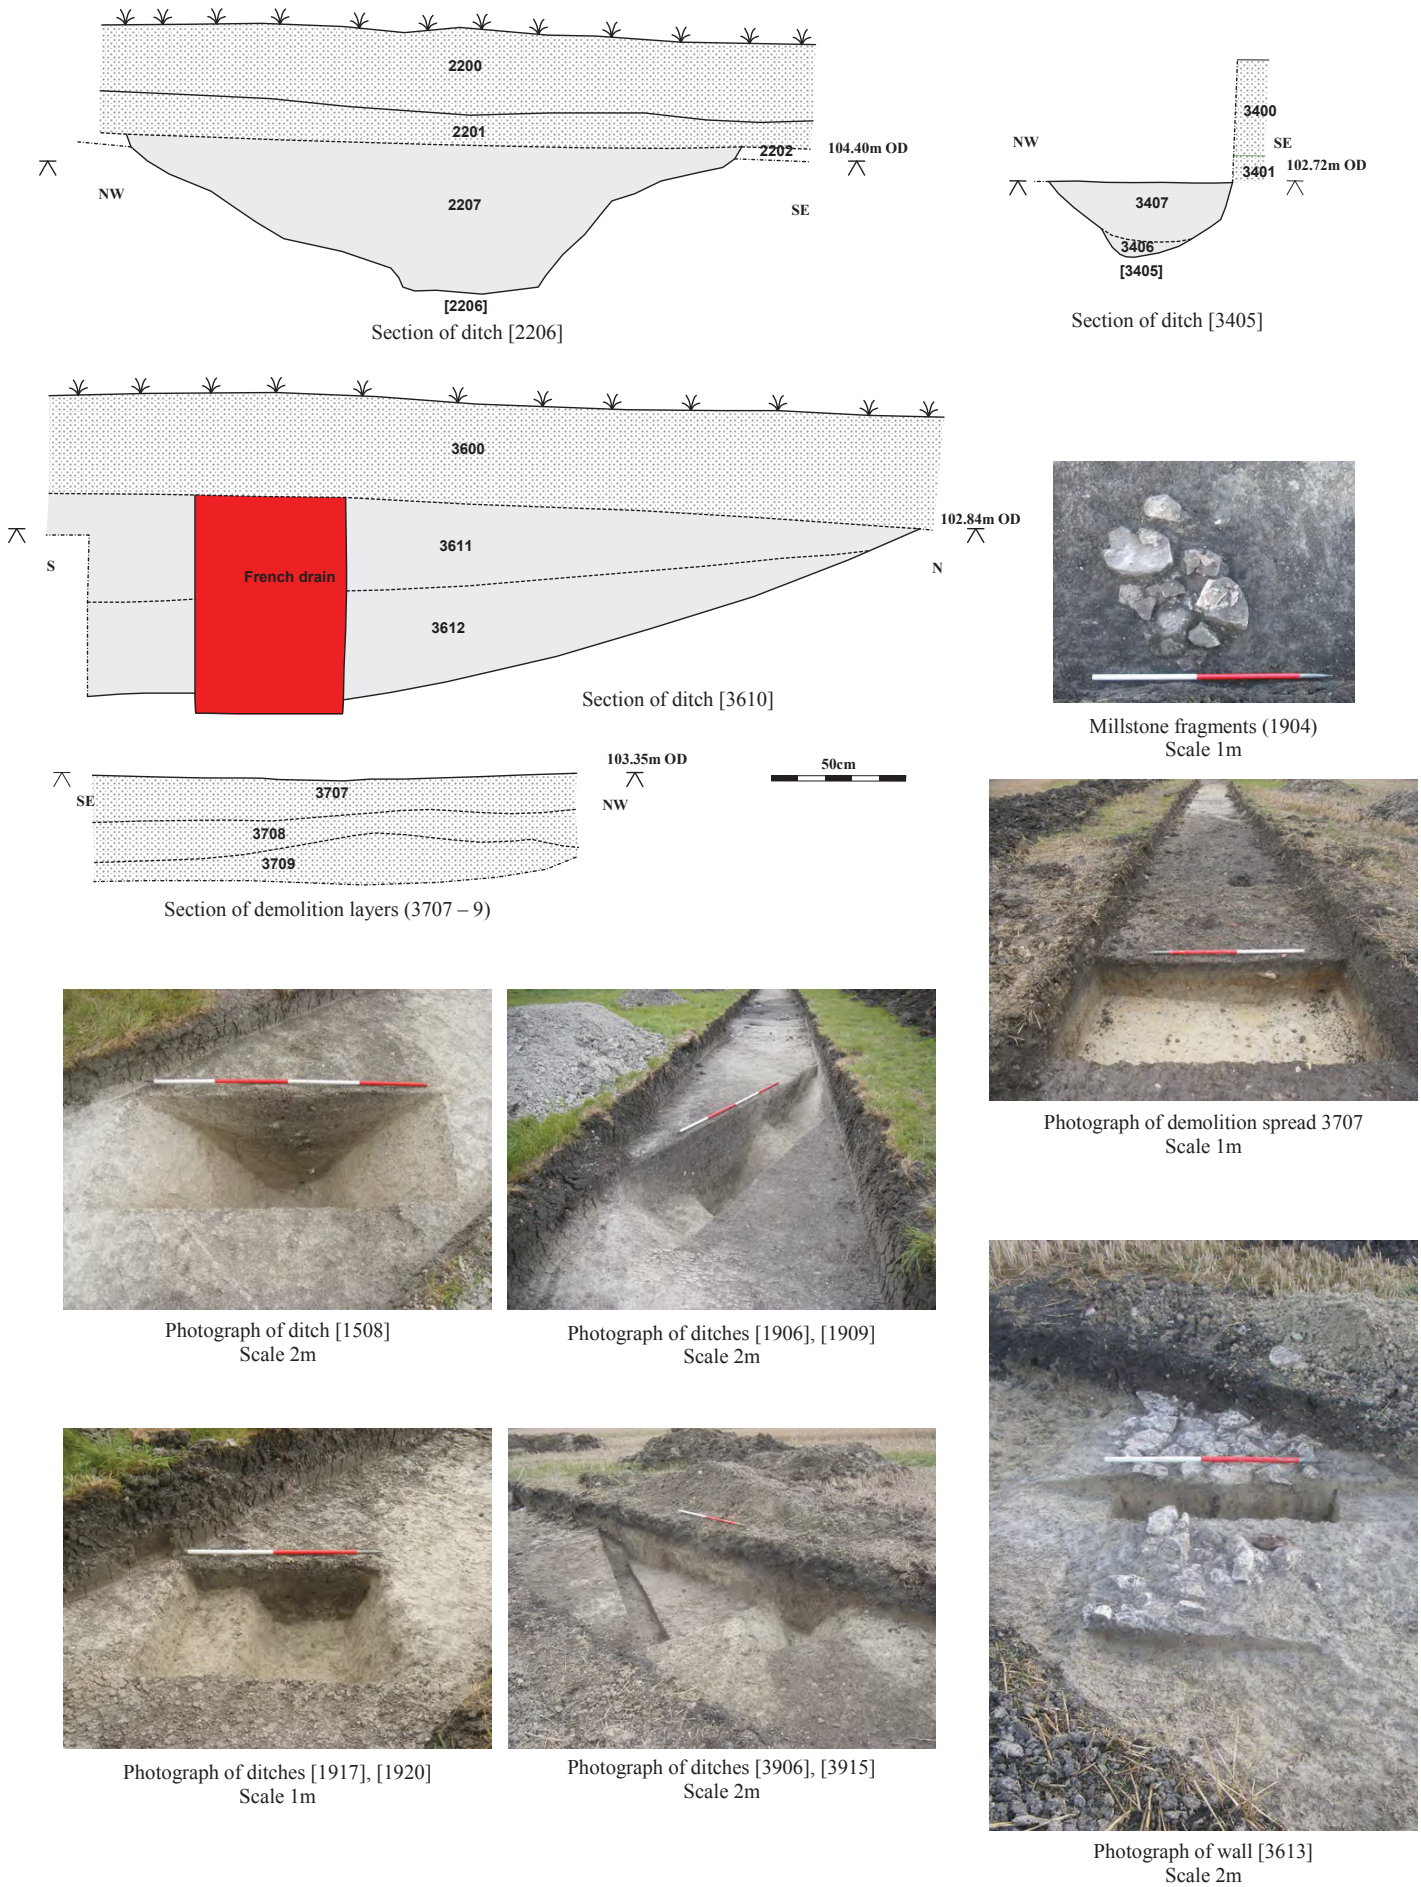 2200
2201
2202
104.40m OD
NW
2207
SE
[2206]
Section of ditch [2206]
3400
NW
SE
3401
102.72m OD
3407
3406
[3405]
Section of ditch [3405]
3600
102.84m OD
3611
S
N
French drain
3612
Section of ditch [3610]
Millstone fragments (1904)
Scale 1m
103.35m OD
50cm
3707
SE
NW
3708
3709
Section of demolition layers (3707 – 9)
Photograph of demolition spread 3707
Scale 1m
Photograph of ditch [1508]
Scale 2m
Photograph of ditches [1906], [1909]
Scale 2m
Photograph of ditches [1917], [1920]
Scale 1m
Photograph of ditches [3906], [3915]
Scale 2m
Photograph of wall [3613]
Scale 2m